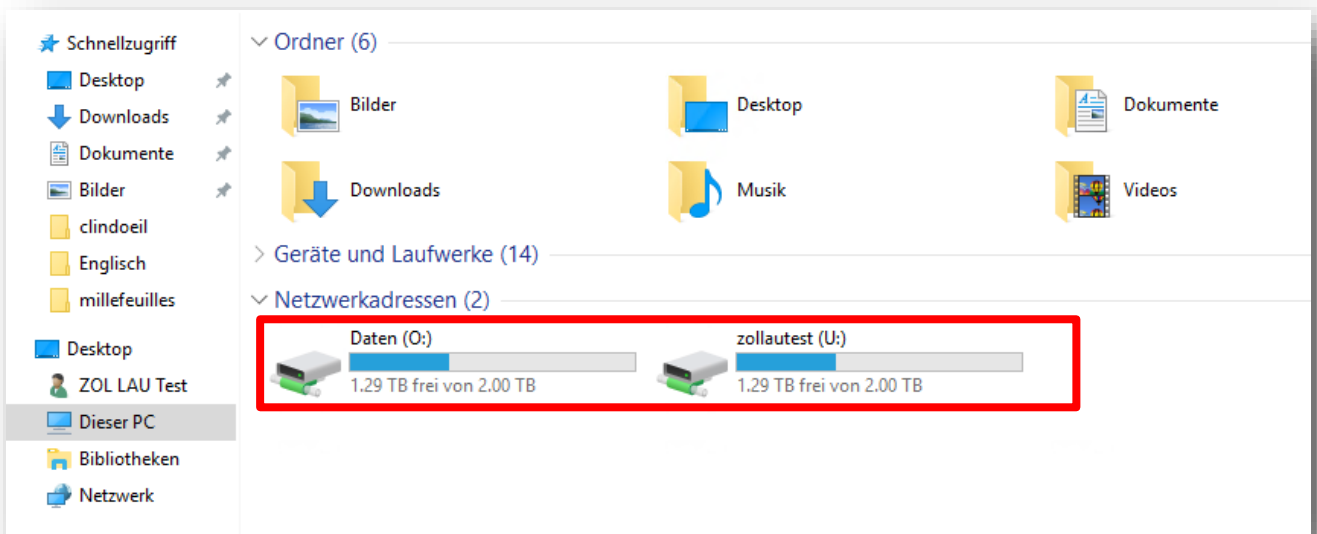 Schnellzugriff
Desktop
Downloads
Dokumente
Bilder
clindoeil
Englisch
millefeuilles
Desktop
ZOL LAU Test
Dieser PC
Bibliotheken
Netzwerk
Ordner (6)
Bilder
Desktop
Dokumente
Downloads
Musik
Videos
Geräte und Laufwerke (14)
Netzwerkadressen (2)
Daten (O:)
1.29 TB frei von 2.00 TB
zollautest (U:)
1.29 TB frei von 2.00 TB